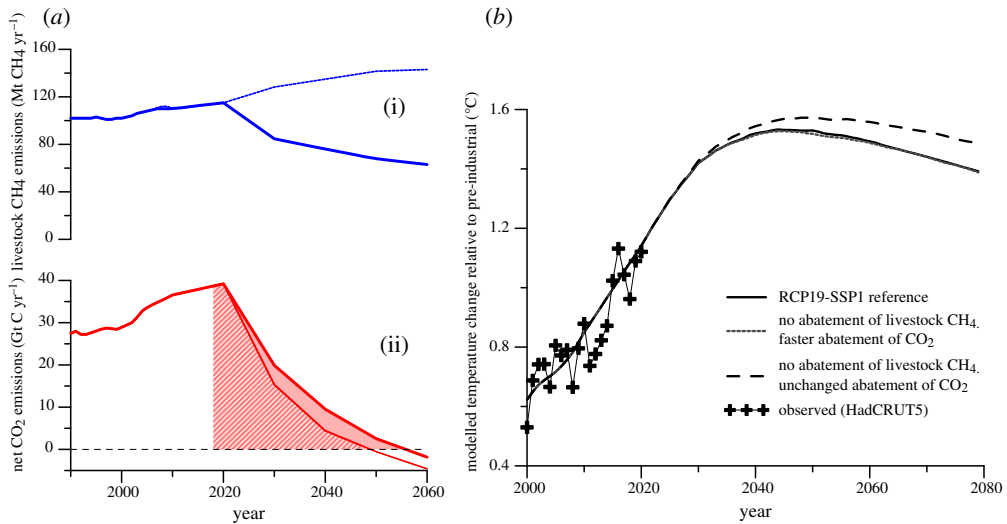 (a)
livestock CH4 emissions (Mt CH4 yr−1)
160
120
80
40
0
(i)
net CO2 emissions (Gt C yr−1)
40
30
20
10
0
(ii)
2000 2020 2040 2060
year
(b)
modelled temperature change relative to pre-industrial (°C)
1.6
1.2
0.8
0.4
RCP19-SSP1 reference
no abatement of livestock CH4.
faster abatement of CO2
no abatement of livestock CH4.
unchanged abatement of CO2
observed (HadCRUT5)
2000 2020 2040 2060 2080
year